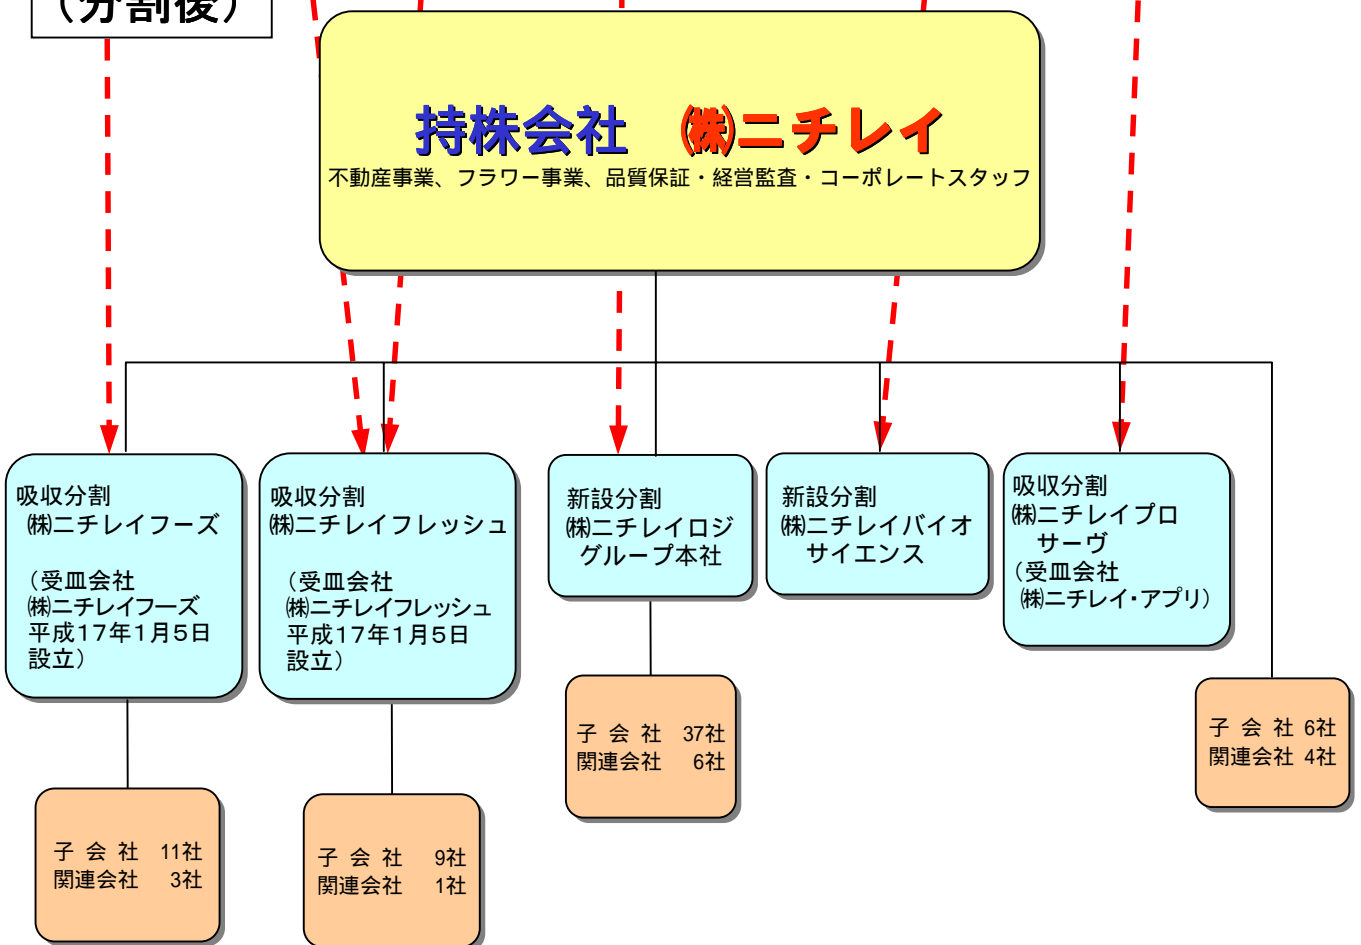 （分割後）
持株会社　㈱ニチレイ
不動産事業、フラワー事業、品質保証・経営監査・コーポレートスタッフ
吸収分割
㈱ニチレイフーズ
（受皿会社
㈱ニチレイフーズ
平成17年1月5日
設立）
吸収分割
㈱ニチレイフレッシュ
（受皿会社
㈱ニチレイフレッシュ
平成17年1月5日
設立）
新設分割
㈱ニチレイロジ
グループ本社
新設分割
㈱ニチレイバイオ
サイエンス
吸収分割
㈱ニチレイプロ
サーヴ
（受皿会社
㈱ニチレイ・アプリ）
子 会 社　11社
関連会社　3社
子 会 社　9社
関連会社　1社
子 会 社　37社
関連会社　6社
子 会 社 6社
関連会社 4社